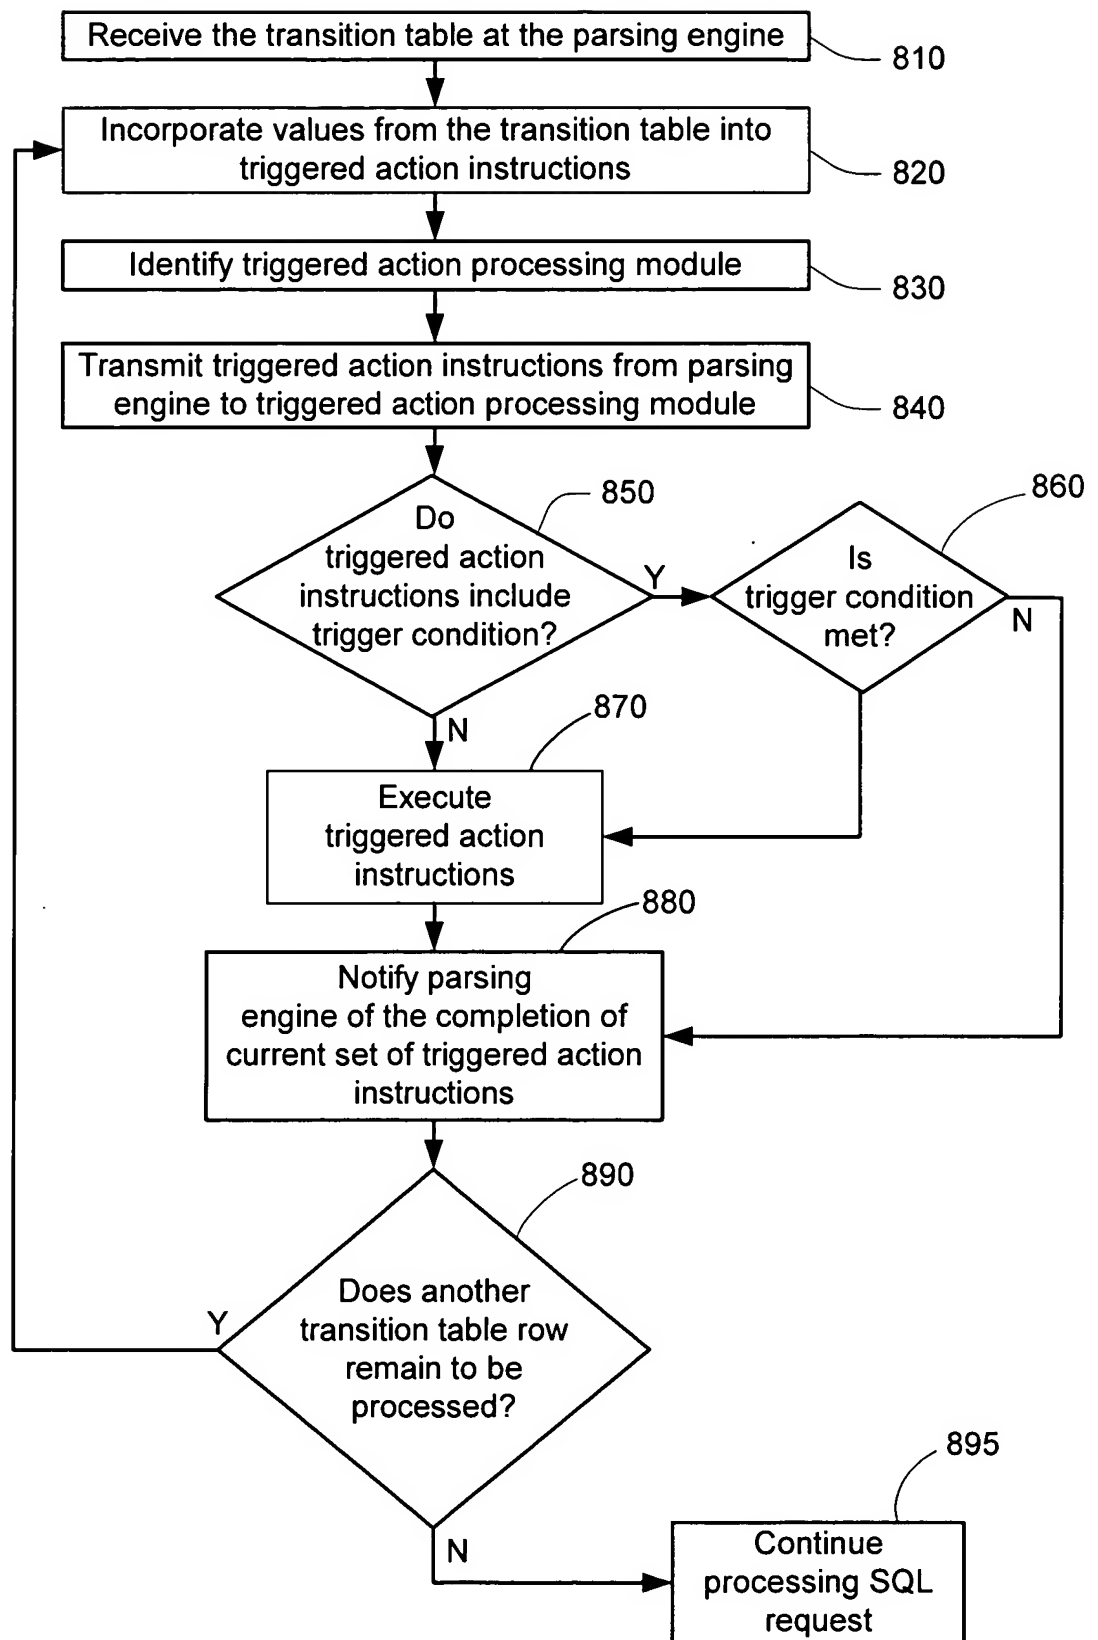 Receive the transition table at the parsing engine
810
Incorporate values from the transition table into
triggered action instructions
820
Identify triggered action processing module
830
Transmit triggered action instructions from parsing
engine to triggered action processing module
840
850
Do
triggered action
instructions include
trigger condition?
Y
860
Is
trigger condition
met?
N
N
870
Execute
triggered action
instructions
880
Notify parsing
engine of the completion of
current set of triggered action
instructions
890
Does another
transition table row
remain to be
processed?
Y
N
895
Continue
processing SQL
request